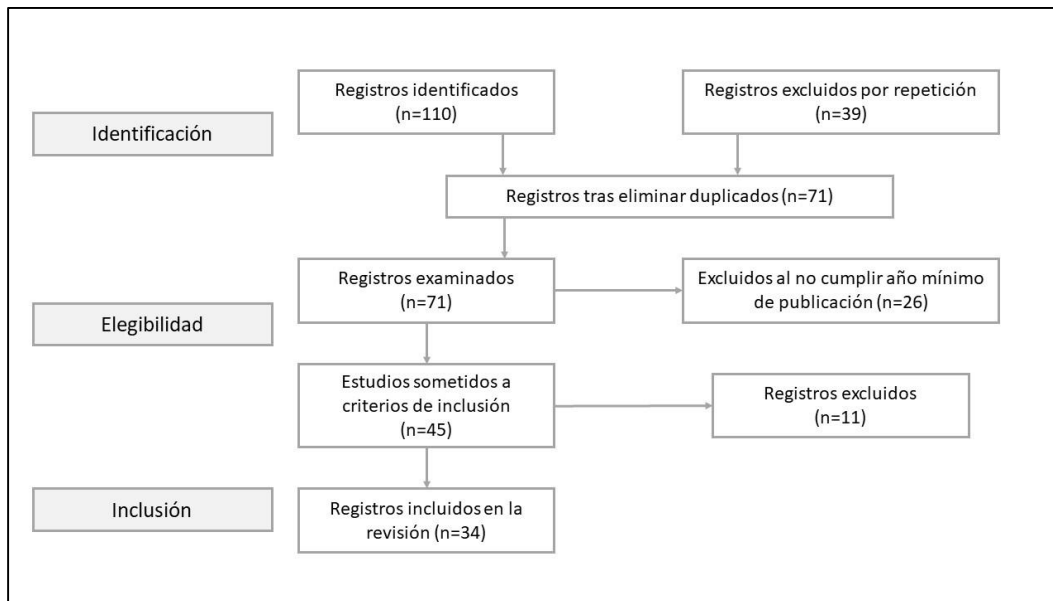 Registros identificados
(n=110)
Registros excluidos por repetición
(n=39)
Identificación
Registros tras eliminar duplicados (n=71)
Registros examinados
(n=71)
Excluidos al no cumplir año mínimo
de publicación (n=26)
Elegibilidad
Estudios sometidos a
criterios de inclusión
(n=45)
Registros excluidos
(n=11)
Inclusión
Registros incluidos en la
revisión (n=34)